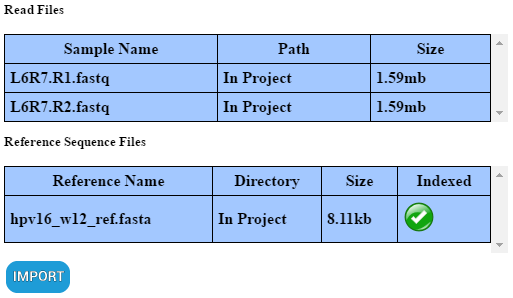 Read Files
Sample Name Path Size
L6R7.R1.fastq In Project 1.59mb
L6R7.R2.fastq In Project 1.59mb
Reference Sequence Files
Reference Name Directory Size Indexed
hpv16_w12_ref.fasta In Project 8.11kb
IMPORT